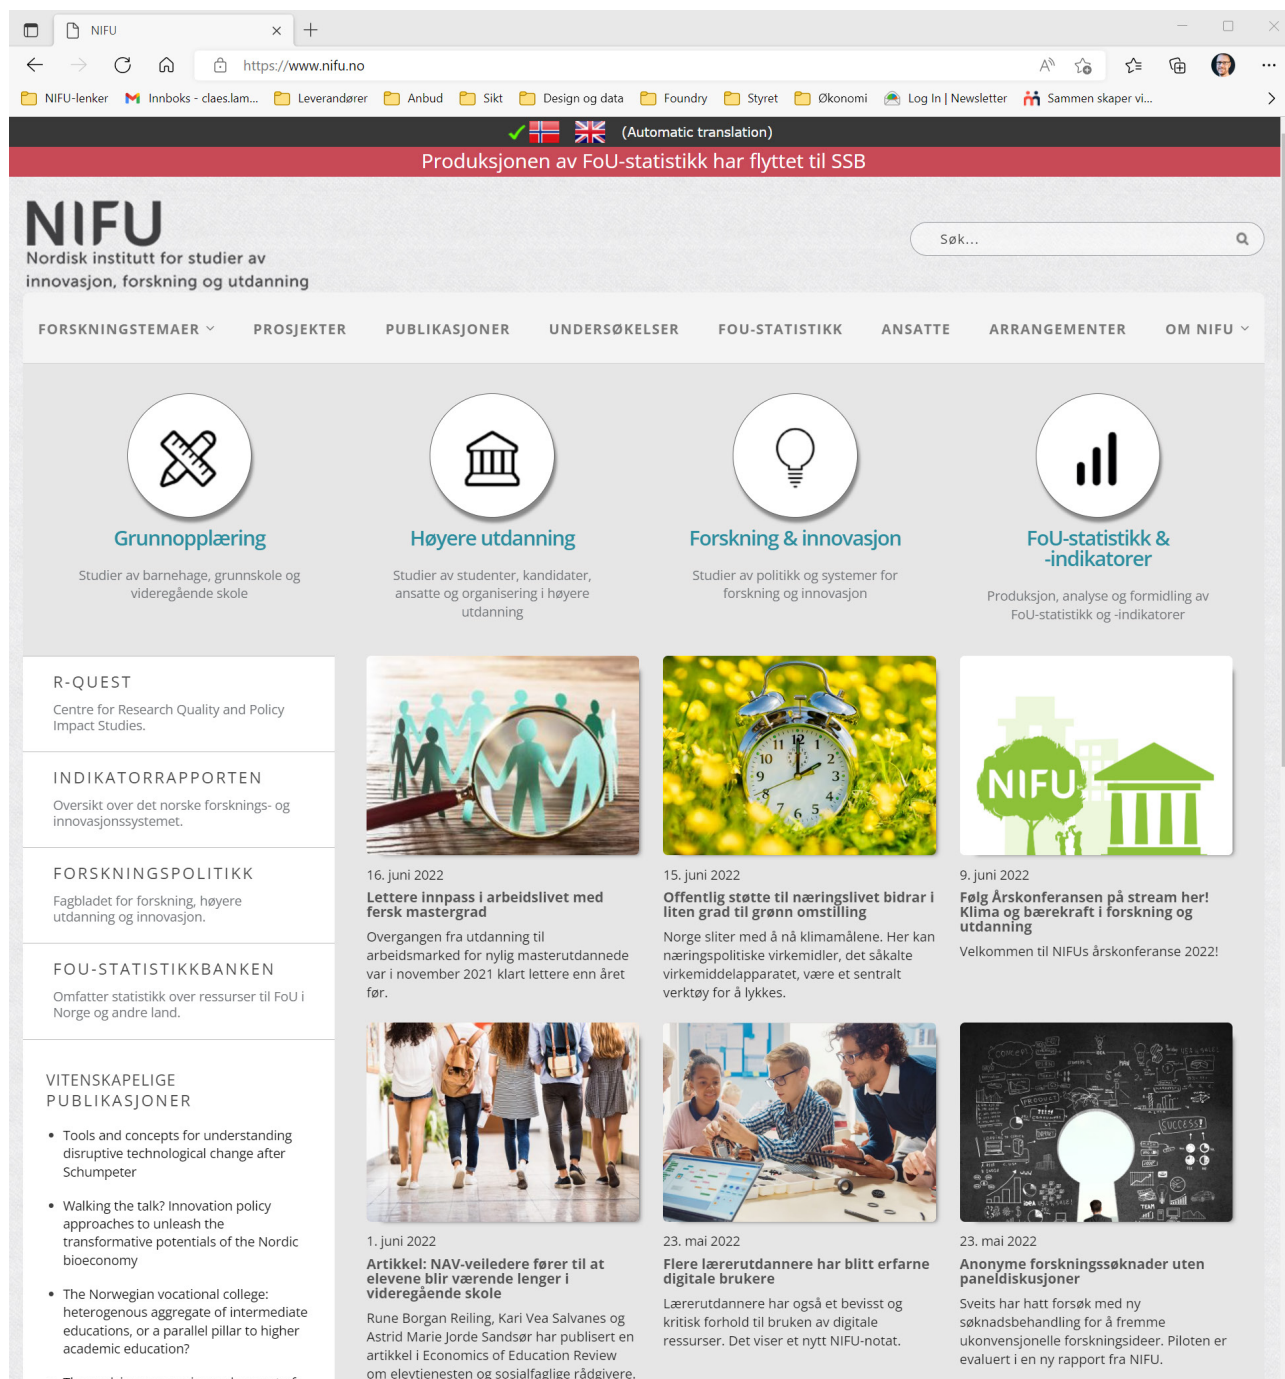 NIFU
https://www.nifu.no
NIFU-lenker
Innboks - claes.lam...
Leverandører
Anbud
Sikt
Design og data
Foundry
Styret
Økonomi
Log In | Newsletter
Sammen skaper vi...
(Automatic translation)
Produksjonen av FoU-statistikk har flyttet til SSB
NIFU
Nordisk institutt for studier av
innovasjon, forskning og utdanning
Søk...
FORSKNINGSTEMAER
PROSJEKTER
PUBLIKASJONER
UNDERSØKELSER
FOU-STATISTIKK
ANSATTE
ARRANGEMENTER
OM NIFU
Grunnopplæring
Studier av barnehage, grunnskole og
videregående skole
Høyere utdanning
Studier av studenter, kandidater,
ansatte og organisering i høyere
utdanning
Forskning & innovasjon
Studier av politikk og systemer for
forskning og innovasjon
FoU-statistikk &
-indikatorer
Produksjon, analyse og formidling av
FoU-statistikk og -indikatorer
R-QUEST
Centre for Research Quality and Policy
Impact Studies.
INDIKATORRAPPORTEN
Oversikt over det norske forsknings- og
innovasjonssystemet.
FORSKNINGSPOLITIKK
Fagbladet for forskning, høyere
utdanning og innovasjon.
FOU-STATISTIKKBANKEN
Omfatter statistikk over ressurser til FoU i
Norge og andre land.
VITENSKAPELIGE
PUBLIKASJONER
• Tools and concepts for understanding
disruptive technological change after
Schumpeter
• Walking the talk? Innovation policy
approaches to unleash the
transformative potentials of the Nordic
bioeconomy
• The Norwegian vocational college:
heterogenous aggregate of intermediate
educations, or a parallel pillar to higher
academic education?
16. juni 2022
Lettere innpass i arbeidslivet med
fersk mastergrad
Overgangen fra utdanning til
arbeidsmarked for nylig masterutdannede
var i november 2021 klart lettere enn året
før.
15. juni 2022
Offentlig støtte til næringslivet bidrar i
liten grad til grønn omstilling
Norge sliter med å nå klimamålene. Her kan
næringspolitiske virkemidler, det såkalte
virkemiddelapparatet, være et sentralt
verktøy for å lykkes.
NIFU
9. juni 2022
Følg Årskonferansen på stream her!
Klima og bærekraft i forskning og
utdanning
Velkommen til NIFUs årskonferanse 2022!
1. juni 2022
Artikkel: NAV-veiledere fører til at
elevene blir værende lenger i
videregående skole
Rune Borgan Reiling, Kari Vea Salvanes og
Astrid Marie Jorde Sandsør har publisert en
artikkel i Economics of Education Review
om elevtjenesten og sosialfaglige rådgivere.
23. mai 2022
Flere lærerutdannere har blitt erfarne
digitale brukere
Lærerutdannere har også et bevisst og
kritisk forhold til bruken av digitale
ressurser. Det viser et nytt NIFU-notat.
CONCEPT
PRODUCT
SUCCESS!
TEAM
23. mai 2022
Anonyme forskningssøknader uten
paneldiskusjoner
Sveits har hatt forsøk med ny
søknadsbehandling for å fremme
ukonvensjonelle forskningsideer. Piloten er
evaluert i en ny rapport fra NIFU.